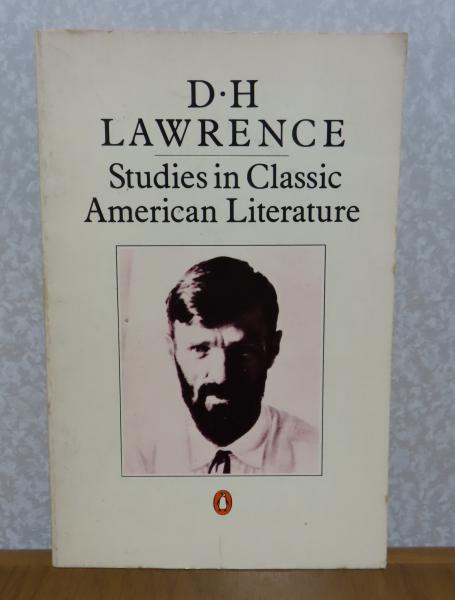 D·H
LAWRENCE
Studies in Classic
American Literature